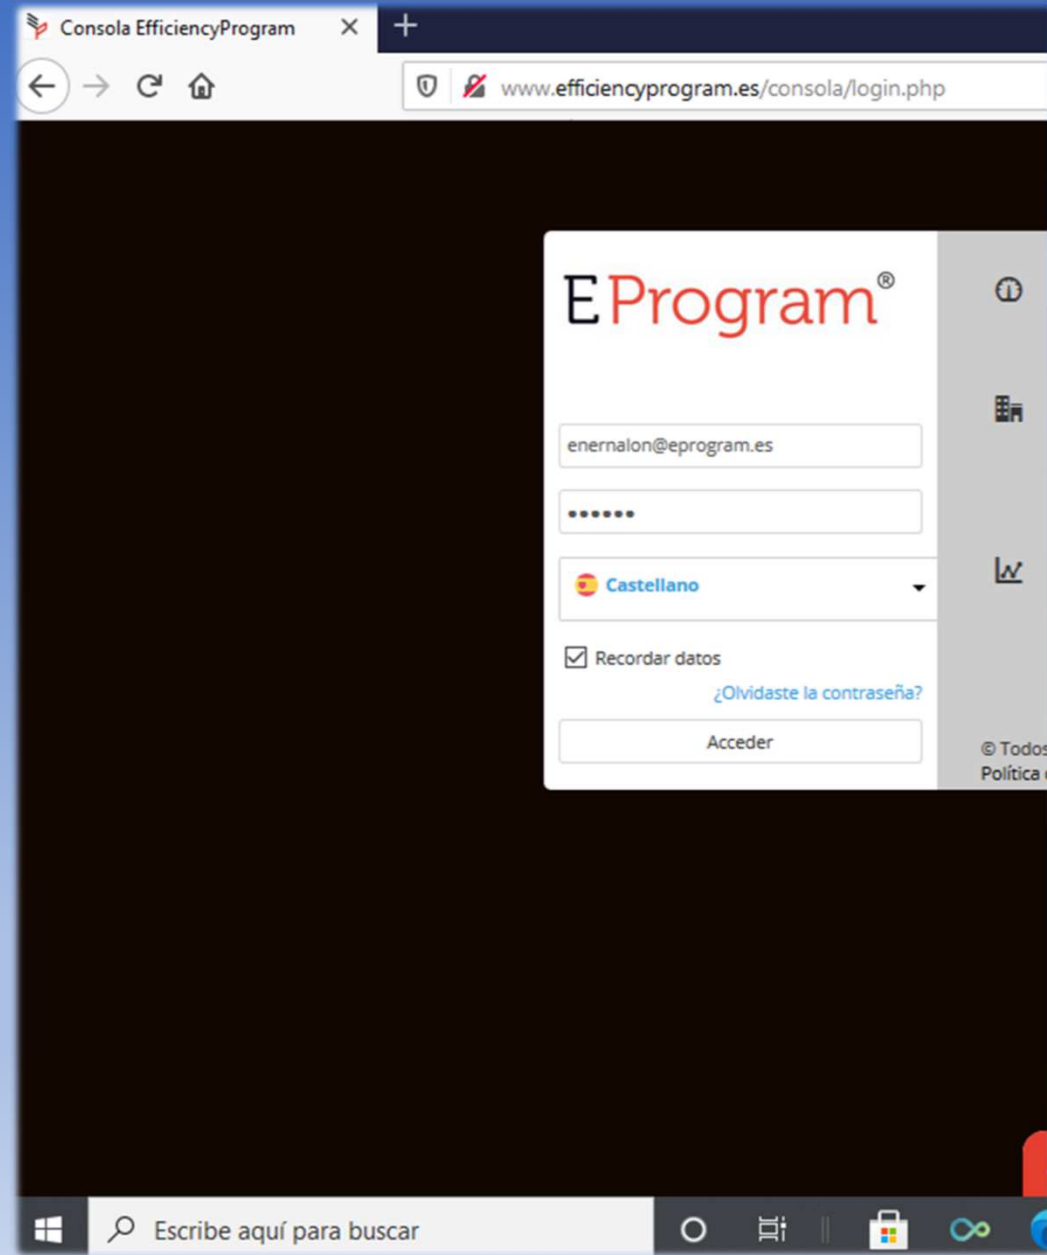 Consola EfficiencyProgram
www.efficiencyprogram.es/consola/login.php
EProgram®
enernalon@eprogram.es
••••••
Castellano
Recordar datos
¿Olvidaste la contraseña?
Acceder
© Todos
Política
Escribe aquí para buscar